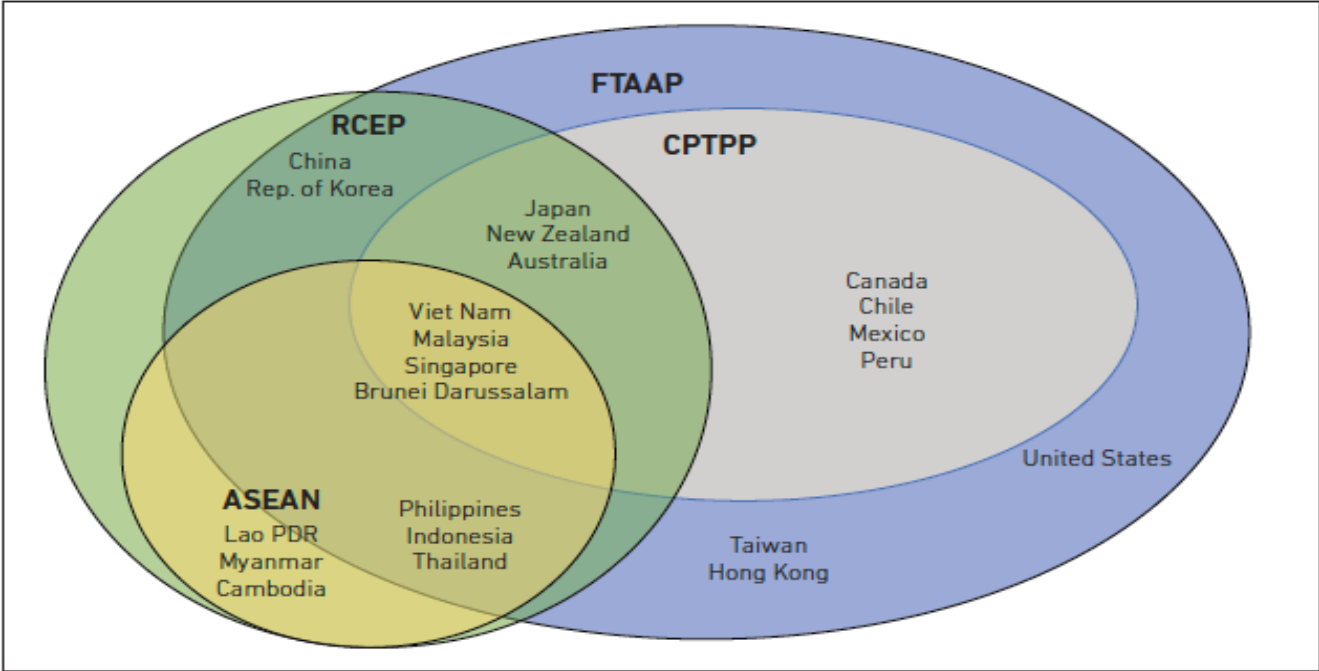 FTAAP
RCEP
CPTPP
China
Rep. of Korea
Japan
New Zealand
Australia
Canada
Chile
Mexico
Peru
Viet Nam
Malaysia
Singapore
Brunei Darussalam
United States
ASEAN
Lao PDR
Myanmar
Cambodia
Philippines
Indonesia
Thailand
Taiwan
Hong Kong